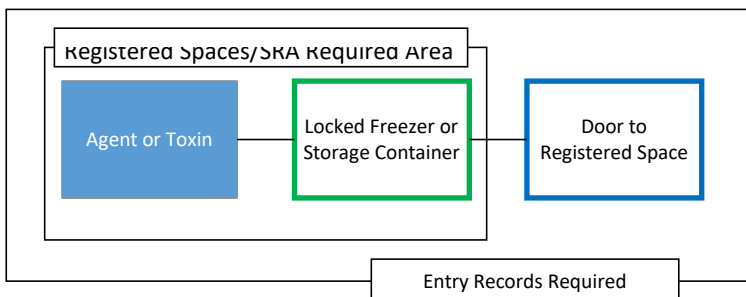 Registered Spaces/SRA Required Area
Agent or Toxin
Locked Freezer or
Storage Container
Door to
Registered Space
Entry Records Required